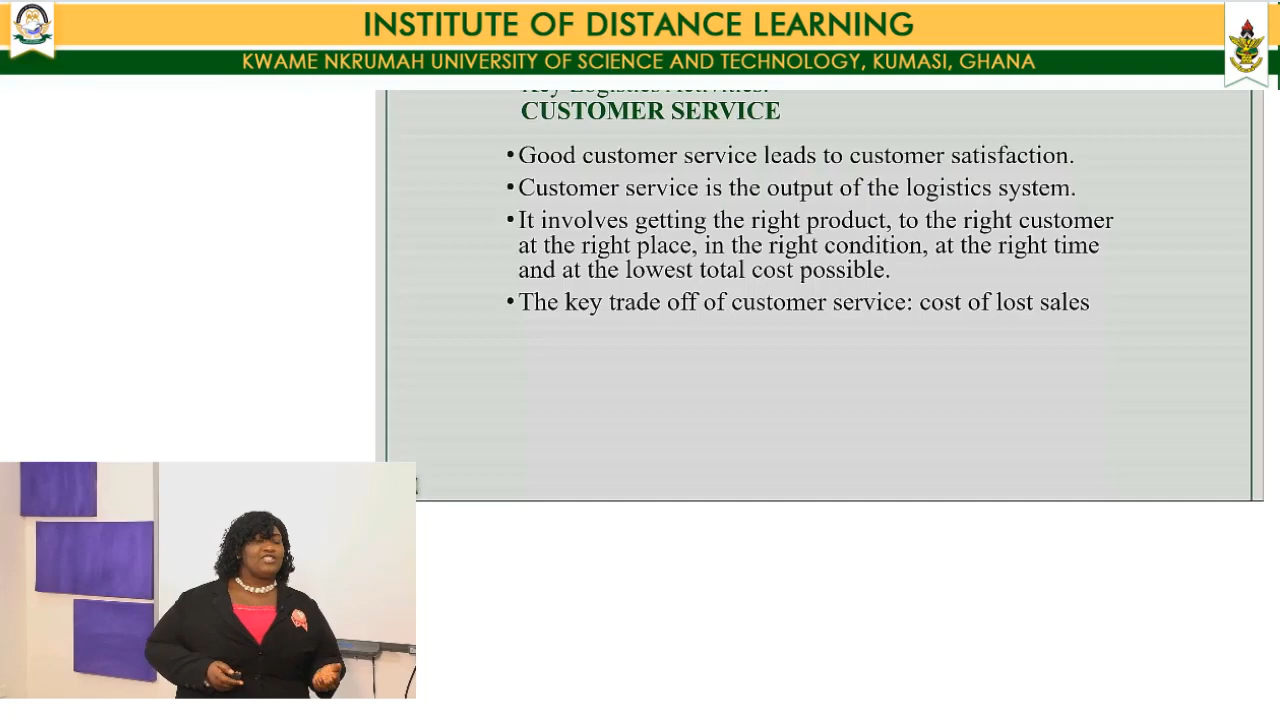 INSTITUTE OF DISTANCE LEARNING
KWAME NKRUMAH UNIVERSITY OF SCIENCE AND TECHNOLOGY, KUMASI, GHANA
Key Logistics Activities:
CUSTOMER SERVICE
•Good customer service leads to customer satisfaction.
•Customer service is the output of the logistics system.
•It involves getting the right product, to the right customer
at the right place, in the right condition, at the right time
and at the lowest total cost possible.
•The key trade off of customer service: cost of lost sales